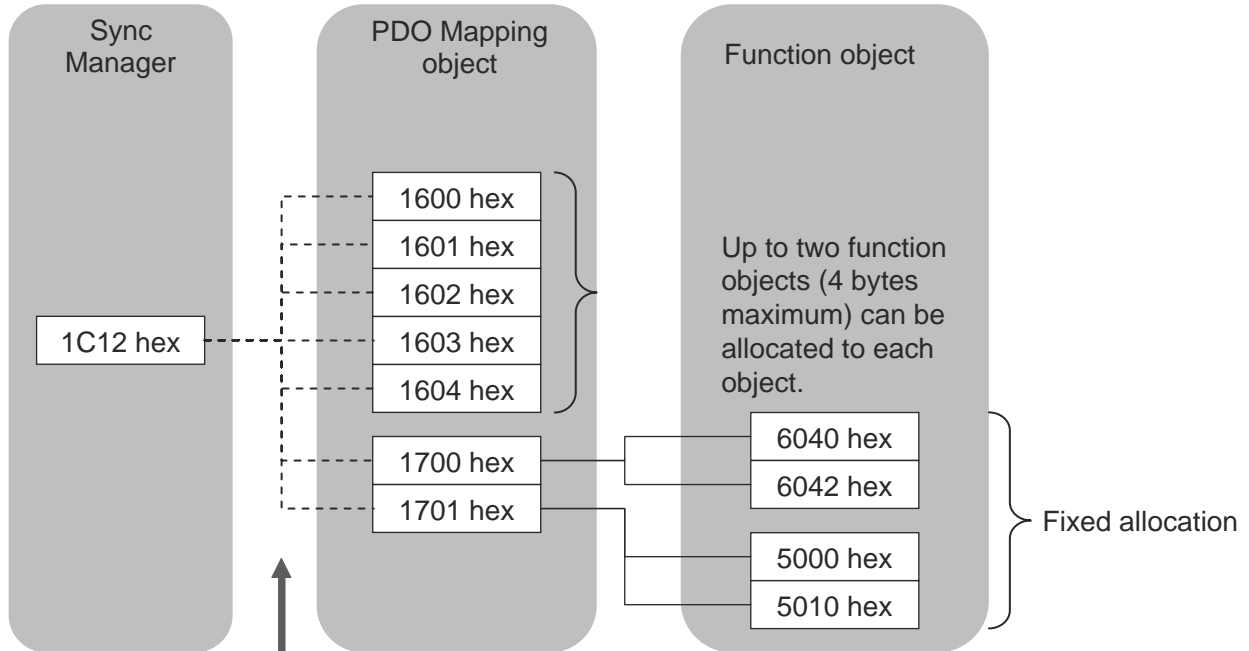 Sync
Manager
PDO Mapping
object
Function object
1600 hex
1601 hex
1602 hex
1603 hex
1604 hex
1C12 hex
Up to two function
objects (4 bytes
maximum) can be
allocated to each
object.
1700 hex
1701 hex
6040 hex
6042 hex
5000 hex
5010 hex
Fixed allocation